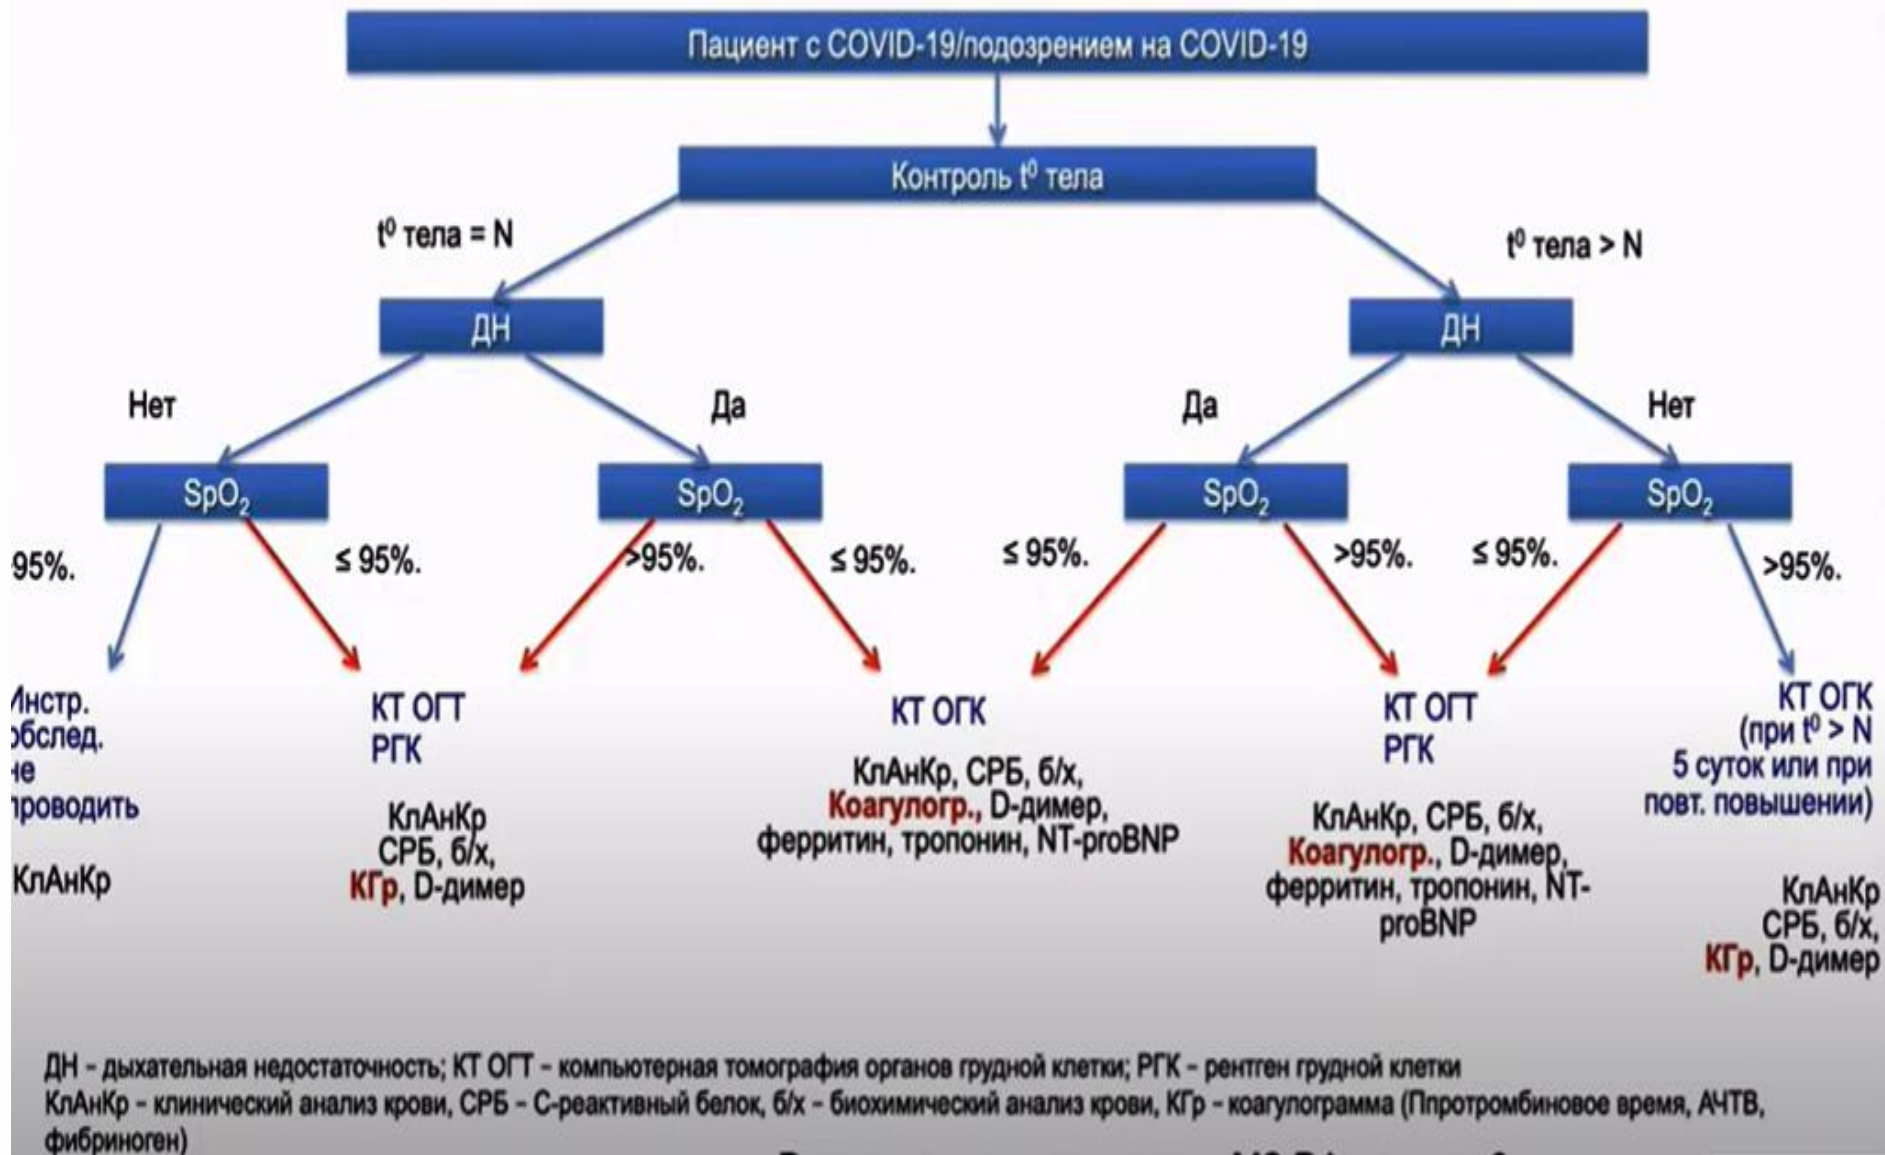 Пациент с COVID-19/подозрением на COVID-19
Контроль t⁰ тела
t⁰ тела = N
t⁰ тела > N
ДН
ДН
Нет
Да
Да
Нет
SpO₂
SpO₂
SpO₂
SpO₂
95%.
≤ 95%.
>95%.
≤ 95%.
≤ 95%.
>95%.
≤ 95%.
>95%.
Инстр.
обслед.
не
проводить
КлАнКр
КТ ОГТ
РГК
КлАнКр
СРБ, б/х,
КГр, D-димер
КТ ОГК
КлАнКр, СРБ, б/х,
Коагулогр., D-димер,
ферритин, тропонин, NT-proBNP
КТ ОГТ
РГК
КлАнКр, СРБ, б/х,
Коагулогр., D-димер,
ферритин, тропонин, NT-
proBNP
КТ ОГК
(при t⁰ > N
5 суток или при
повт. повышении)
КлАнКр
СРБ, б/х,
КГр, D-димер
ДН – дыхательная недостаточность; КТ ОГТ – компьютерная томография органов грудной клетки; РГК – рентген грудной клетки
КлАнКр – клинический анализ крови, СРБ – С-реактивный белок, б/х – биохимический анализ крови, КГр – коагулограмма (Ппротромбиновое время, АЧТВ,
фибриноген)